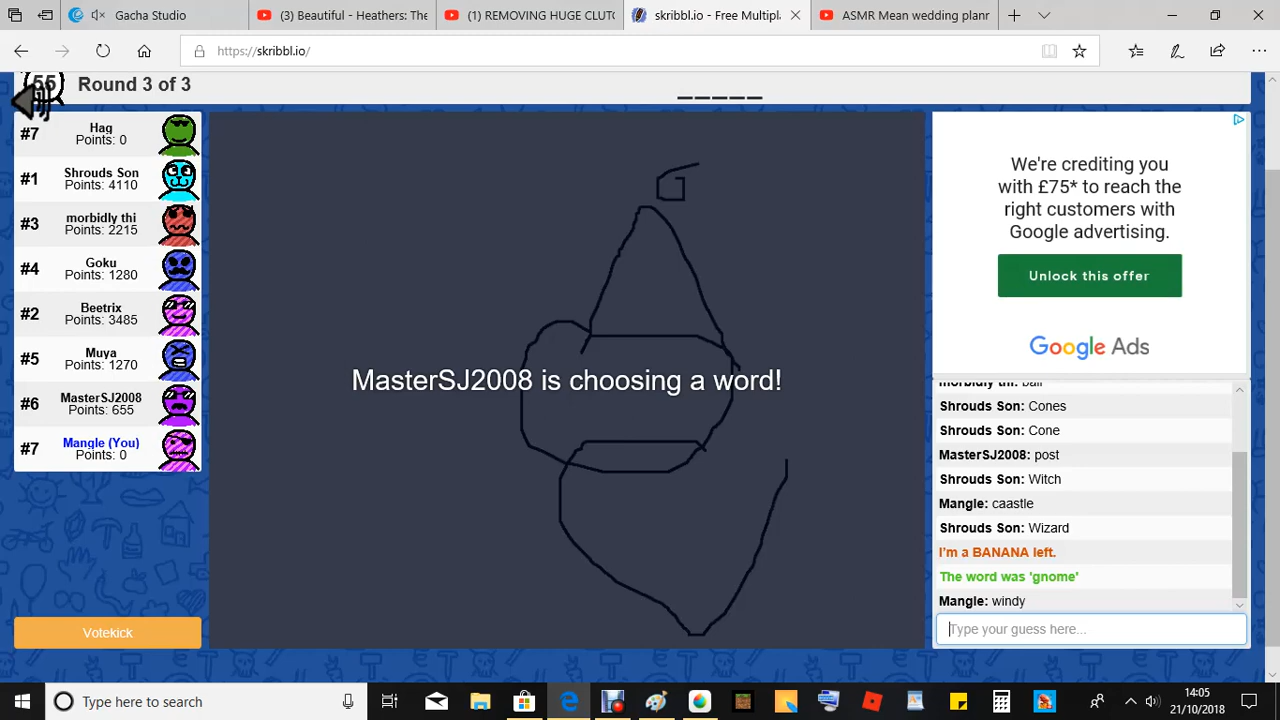 Gacha Studio
(3) Beautiful - Heathers: The
(1) REMOVING HUGE CLUT
skribbl.io - Free Multipl
ASMR Mean wedding plann
https://skribbl.io/
55
Round 3 of 3
_ _ _ _ _
#7 Hag
Points: 0
#1 Shrouds Son
Points: 4110
#3 morbidly thi
Points: 2215
#4 Goku
Points: 1280
#2 Beetrix
Points: 3485
#5 Muya
Points: 1270
#6 MasterSJ2008
Points: 655
#7 Mangle (You)
Points: 0
Votekick
MasterSJ2008 is choosing a word!
We're crediting you
with £75* to reach the
right customers with
Google advertising.
Unlock this offer
Google Ads
morbidly thi: ball
Shrouds Son: Cones
Shrouds Son: Cone
MasterSJ2008: post
Shrouds Son: Witch
Mangle: caastle
Shrouds Son: Wizard
I'm a BANANA left.
The word was 'gnome'
Mangle: windy
Type your guess here...
Type here to search
14:05
21/10/2018